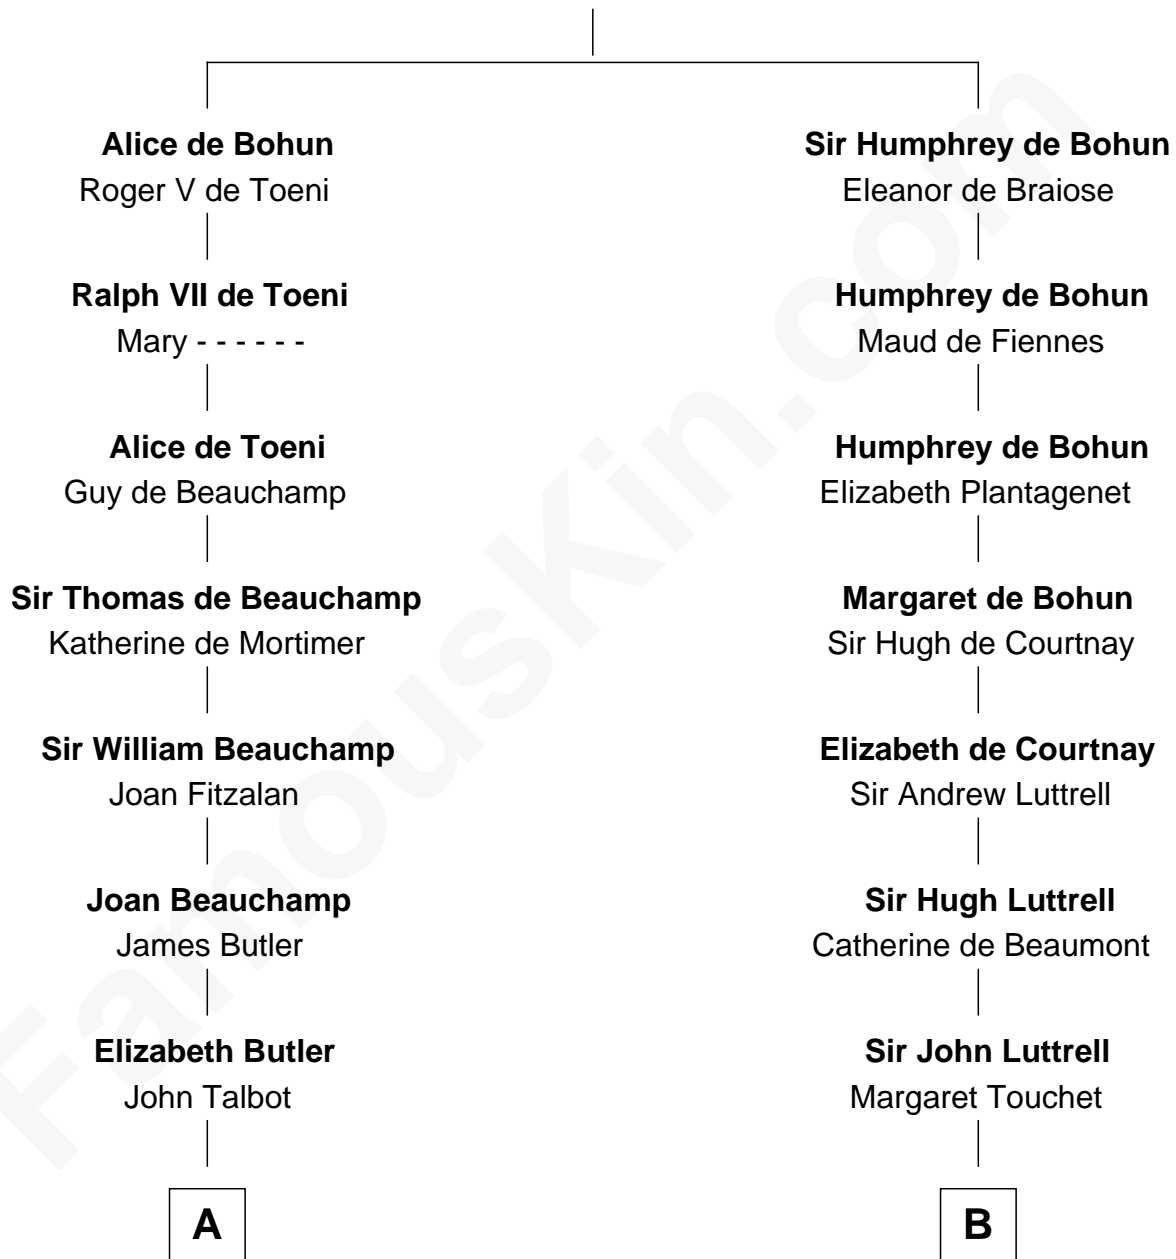 Alice de Bohun
Roger V de Toeni
Ralph VII de Toeni
Mary - - - - - -
Alice de Toeni
Guy de Beauchamp
Sir Thomas de Beauchamp
Katherine de Mortimer
Sir William Beauchamp
Joan Fitzalan
Joan Beauchamp
James Butler
Elizabeth Butler
John Talbot
A
Sir Humphrey de Bohun
Eleanor de Braiose
Humphrey de Bohun
Maud de Fiennes
Humphrey de Bohun
Elizabeth Plantagenet
Margaret de Bohun
Sir Hugh de Courtnay
Elizabeth de Courtnay
Sir Andrew Luttrell
Sir Hugh Luttrell
Catherine de Beaumont
Sir John Luttrell
Margaret Touchet
B
FamousKin.com